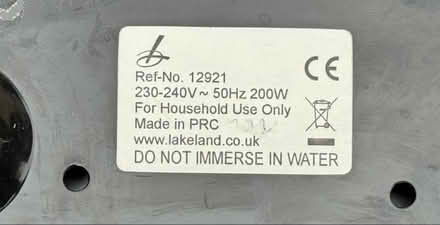 Ref-No. 12921
230-240V~ 50Hz 200W
For Household Use Only
Made in PRC
www.lakeland.co.uk
DO NOT IMMERSE IN WATER
CE